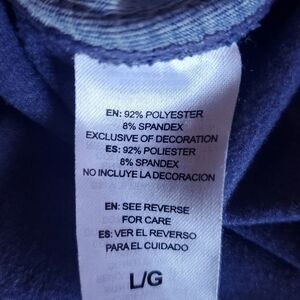 EN: 92% POLYESTER
8% SPANDEX
EXCLUSIVE OF DECORATION
ES: 92% POLIESTER
8% SPANDEX
NO INCLUYE LA DECORACION
EN: SEE REVERSE
FOR CARE
ES: VER EL REVERSO
PARA EL CUIDADO
L/G